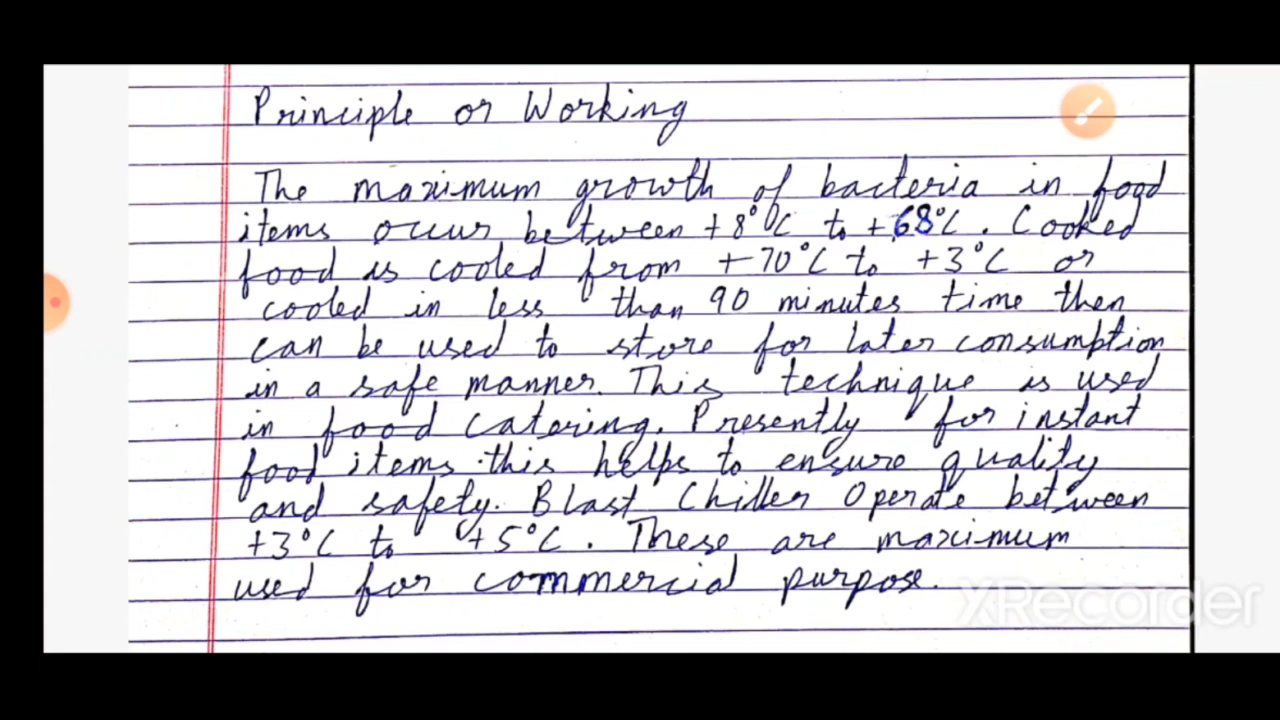 Principle or Working
The maximum growth of bacteria in food
items occur between +8°C to +68°C. Cooked
food is cooled from +70°C to +3°C or
cooled in less than 90 minutes time then
can be used to store for later consumption
in a safe manner. This technique is used
in food catering. Presently for instant
food items this helps to ensure quality
and safety. Blast Chiller Operate between
+3°C to +5°C. These are maximum
used for commercial purpose.
XRecorder